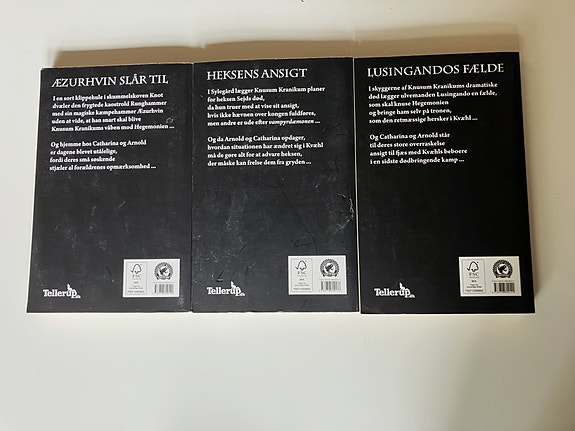 ÆZURHVIN SLÅR TIL
I en sort klippehule i skummelskoven Knot
dvæler den frygtede kaostrold Runghammer
med sin magiske kæmpehammer Æzurhvin
uden at vide, at han snart skal blive
Knusum Kranikums våben mod Hegemonien ...
Og hjemme hos Catharina og Arnold
er dagene blevet utålelige,
fordi deres små søskende
stjæler al forældrenes opmærksomhed ...
FSC
Tellerup.dk
HEKSENS ANSIGT
I Sylegård lægger Knusum Kranikum planer
for heksen Sejds død,
da hun truer med at vise sit ansigt,
hvis ikke hævnen over kongen fuldføres,
men andre er ude efter vampyrdæmonen ...
Og da Arnold og Catharina opdager,
hvordan situationen har ændret sig i Kvæhl
må de gøre alt for at advare heksen,
der måske kan frelse dem fra gryden ...
FSC
Tellerup.dk
LUSINGANDOS FÆLDE
I skyggerne af Knusum Kranikums dramatiske
død lægger ulvemanden Lusingando en fælde,
som skal knuse Hegemonien
og bringe ham selv på tronen,
som den retmæssige hersker i Kvæhl ...
Og Catharina og Arnold står
til deres store overraskelse
ansigt til fjæs med Kvæhls beboere
i en sidste dødbringende kamp ...
FSC
Tellerup.dk